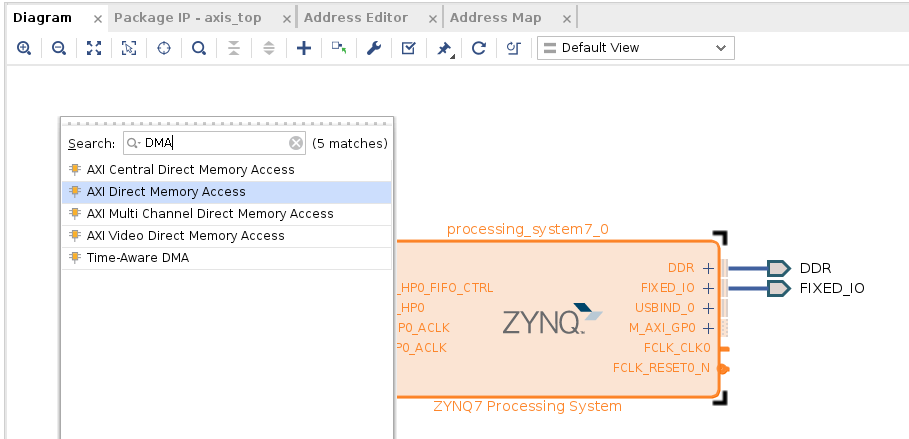 Diagram
Package IP - axis_top
Address Editor
Address Map
Default View
Search: DMA (5 matches)
AXI Central Direct Memory Access
AXI Direct Memory Access
AXI Multi Channel Direct Memory Access
AXI Video Direct Memory Access
Time-Aware DMA
processing_system7_0
DDR
DDR
_HP0_FIFO_CTRL
FIXED_IO
FIXED_IO
_HP0
USBIND_0
ZYNQ
P0_ACLK
M_AXI_GP0
P0_ACLK
FCLK_CLK0
FCLK_RESET0_N
ZYNQ7 Processing System